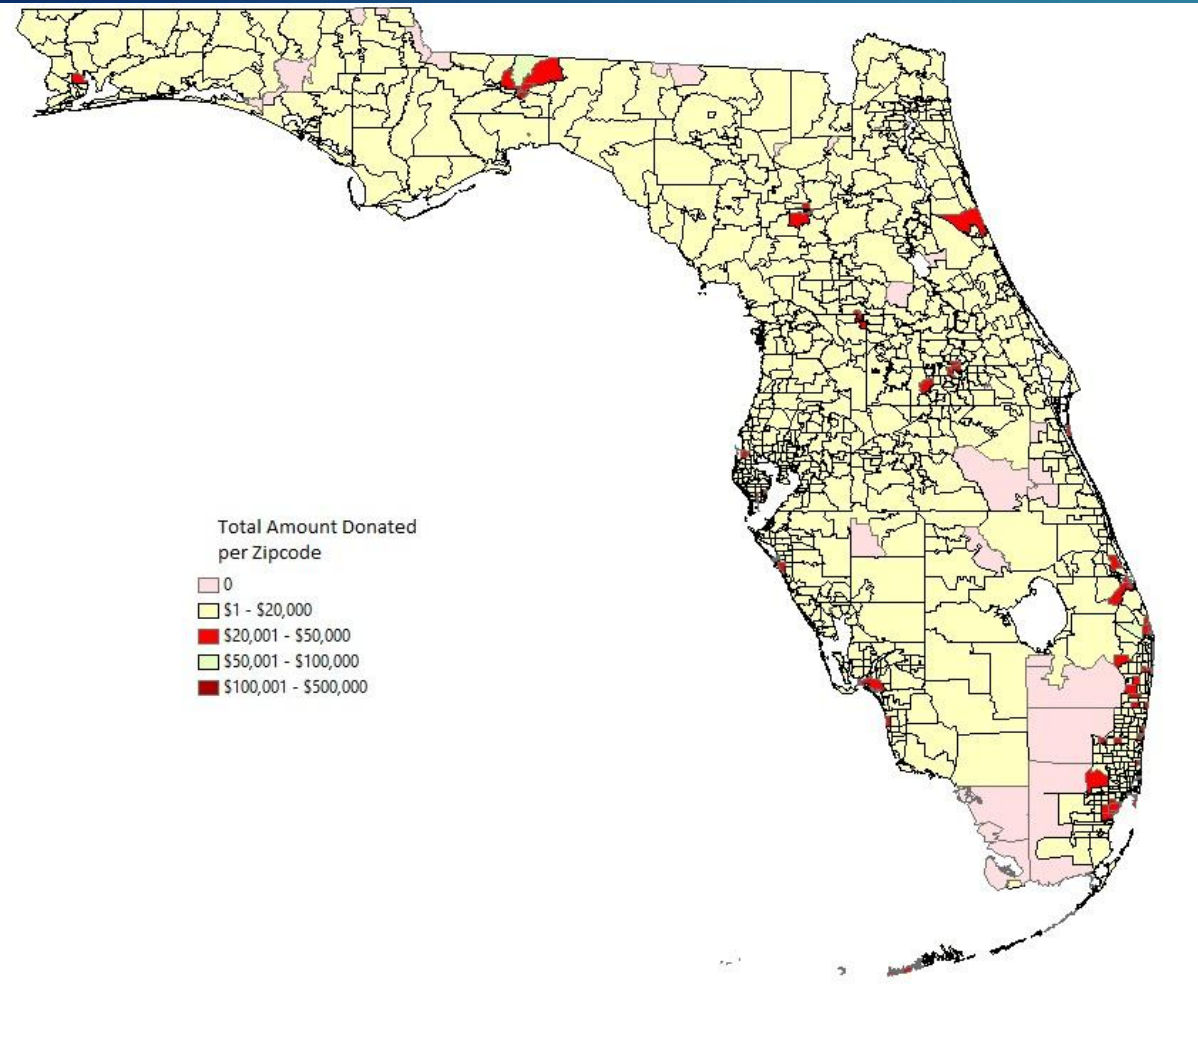 Total Amount Donated
per Zipcode
0
$1 - $20,000
$20,001 - $50,000
$50,001 - $100,000
$100,001 - $500,000